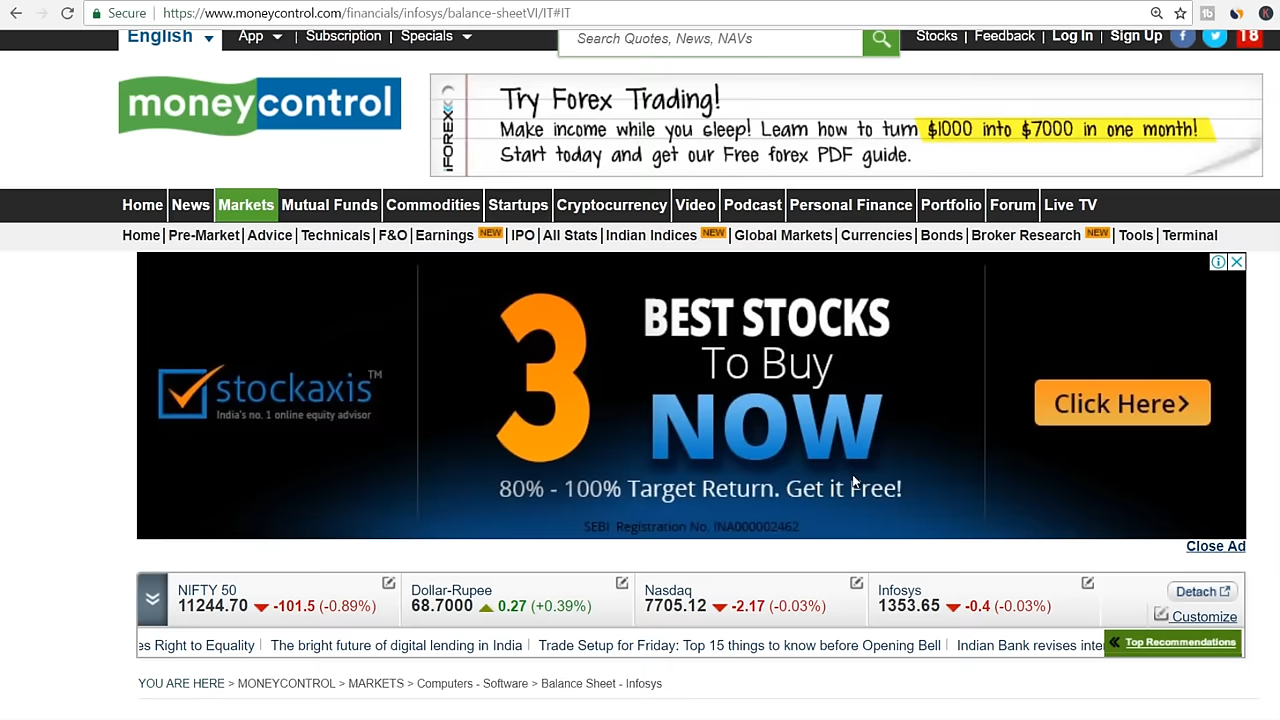 Secure | https://www.moneycontrol.com/financials/infosys/balance-sheetVI/IT#IT
English App | Subscription | Specials Search Quotes, News, NAVs Stocks | Feedback | Log In | Sign Up f 18
moneycontrol
iFOREX
Try Forex Trading!
Make income while you sleep! Learn how to turn $1000 into $7000 in one month!
Start today and get our Free forex PDF guide.
Home News Markets Mutual Funds Commodities Startups Cryptocurrency Video Podcast Personal Finance Portfolio Forum Live TV
Home | Pre-Market | Advice | Technicals | F&O | Earnings NEW | IPO | All Stats | Indian Indices NEW | Global Markets | Currencies | Bonds | Broker Research NEW | Tools | Terminal
stockaxis™
India's no. 1 online equity advisor
3
BEST STOCKS
To Buy
NOW
80% - 100% Target Return. Get it Free!
SEBI Registration No. INA000002462
Click Here>
Close Ad
NIFTY 50 Dollar-Rupee Nasdaq Infosys Detach
11244.70 -101.5 (-0.89%) 68.7000 0.27 (+0.39%) 7705.12 -2.17 (-0.03%) 1353.65 -0.4 (-0.03%) Customize
es Right to Equality | The bright future of digital lending in India | Trade Setup for Friday: Top 15 things to know before Opening Bell | Indian Bank revises inte Top Recommendations
YOU ARE HERE > MONEYCONTROL > MARKETS > Computers - Software > Balance Sheet - Infosys